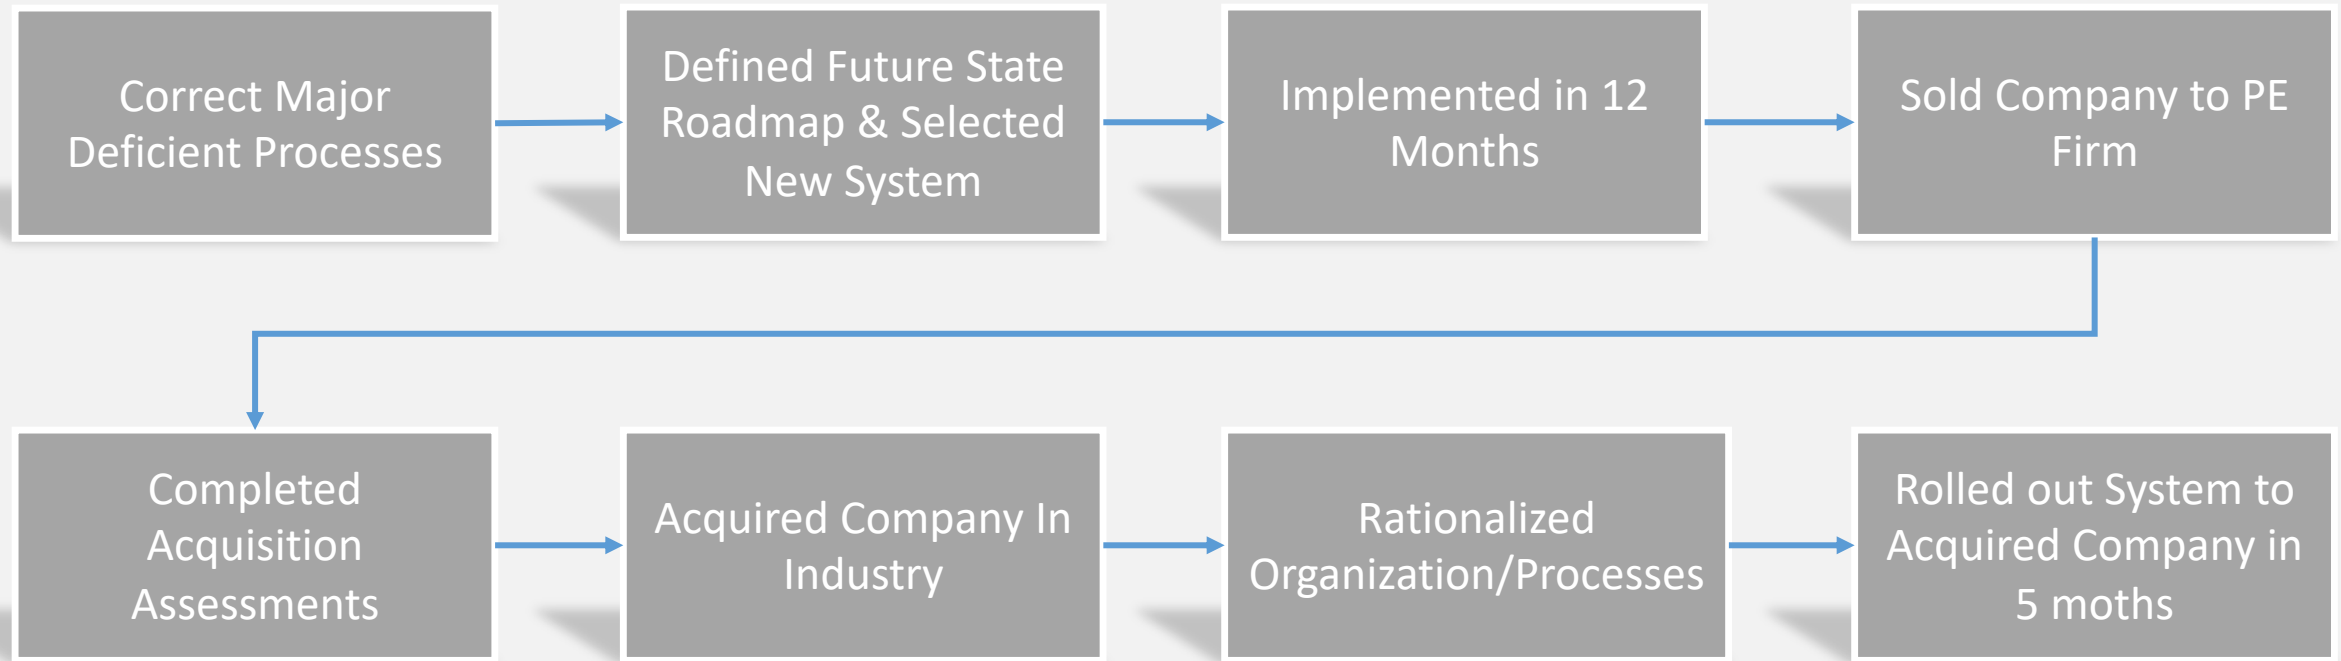 Correct Major
Deficient Processes
Defined Future State
Roadmap & Selected
New System
Implemented in 12
Months
Sold Company to PE
Firm
Completed
Acquisition
Assessments
Acquired Company In
Industry
Rationalized
Organization/Processes
Rolled out System to
Acquired Company in
5 moths